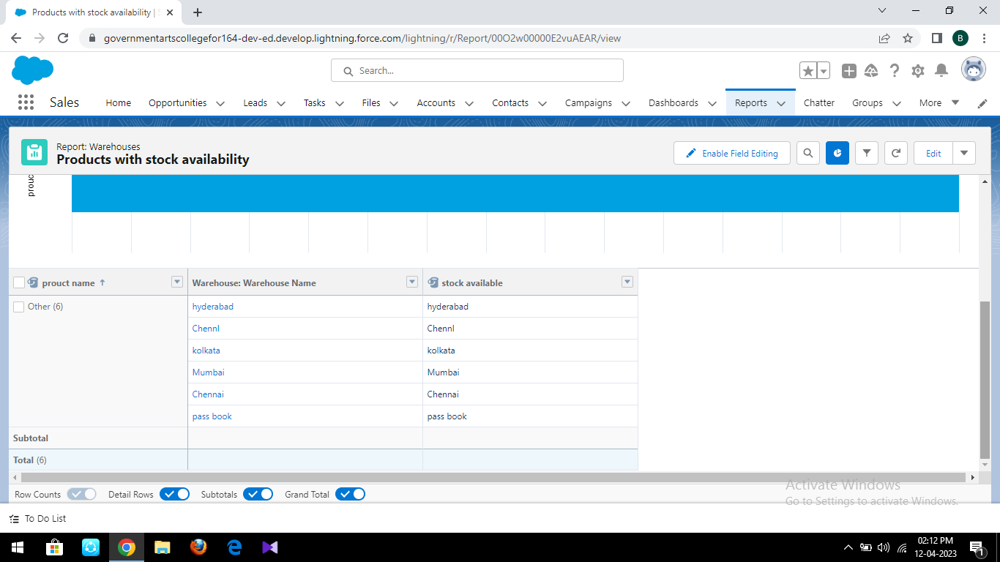 Products with stock availability | S
governmentartscollegefor164-dev-ed.develop.lightning.force.com/lightning/r/Report/00O2w00000E2vuAEAR/view
B
Search...
Sales Home Opportunities Leads Tasks Files Accounts Contacts Campaigns Dashboards Reports Chatter Groups More
Report: Warehouses
Products with stock availability
Enable Field Editing Edit
prouc
prouct name ↑ Warehouse: Warehouse Name stock available
Other (6) hyderabad hyderabad
Chennl Chennl
kolkata kolkata
Mumbai Mumbai
Chennai Chennai
pass book pass book
Subtotal
Total (6)
Row Counts Detail Rows Subtotals Grand Total
Activate Windows
Go to Settings to activate Windows.
To Do List
02:12 PM
12-04-2023
1